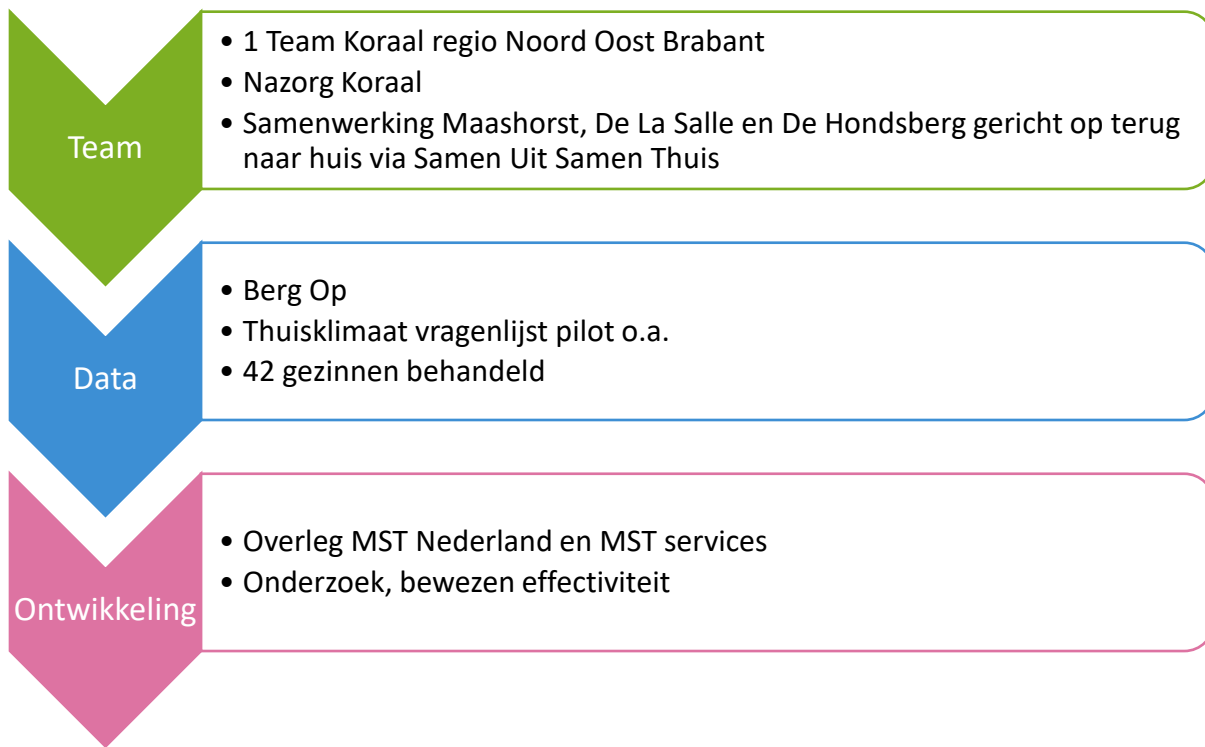 Team
• 1 Team Koraal regio Noord Oost Brabant
• Nazorg Koraal
• Samenwerking Maashorst, De La Salle en De Hondsberg gericht op terug
naar huis via Samen Uit Samen Thuis
Data
• Berg Op
• Thuisklimaat vragenlijst pilot o.a.
• 42 gezinnen behandeld
Ontwikkeling
• Overleg MST Nederland en MST services
• Onderzoek, bewezen effectiviteit